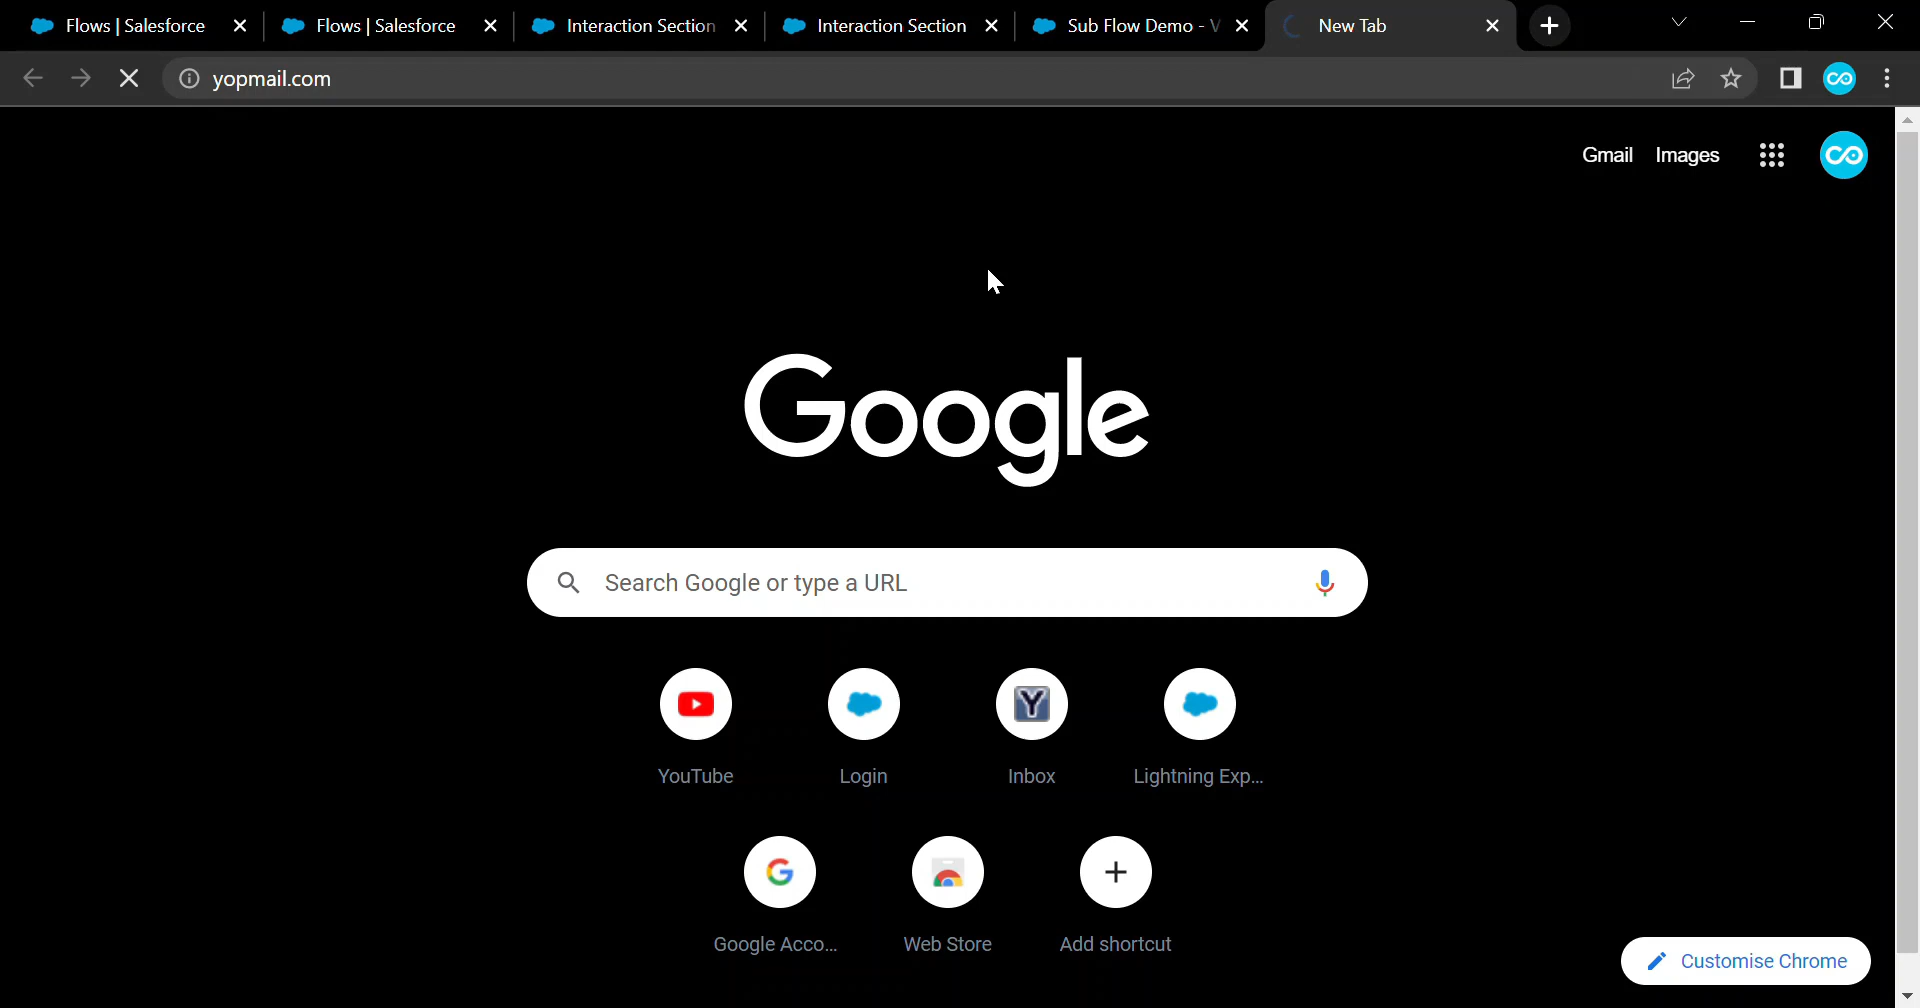 Flows | Salesforce
Flows | Salesforce
Interaction Section
Interaction Section
Sub Flow Demo - V
New Tab
yopmail.com
Gmail
Images
Google
Search Google or type a URL
YouTube
Login
Inbox
Lightning Exp...
Google Acco...
Web Store
Add shortcut
Customise Chrome